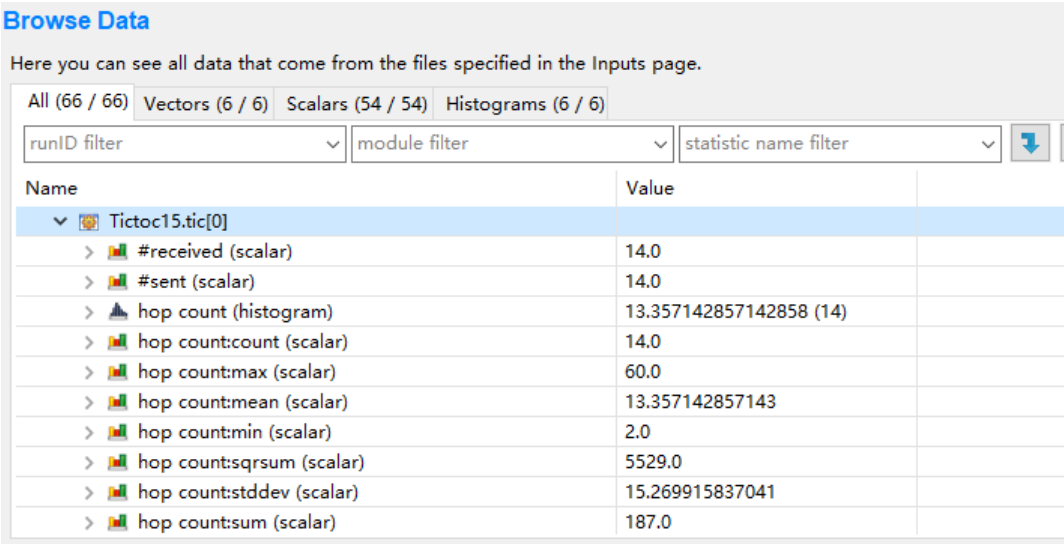 Browse Data
Here you can see all data that come from the files specified in the Inputs page.
All (66 / 66) Vectors (6 / 6) Scalars (54 / 54) Histograms (6 / 6)
runID filter module filter statistic name filter
Name Value
Tictoc15.tic[0]
#received (scalar) 14.0
#sent (scalar) 14.0
hop count (histogram) 13.357142857142858 (14)
hop count:count (scalar) 14.0
hop count:max (scalar) 60.0
hop count:mean (scalar) 13.357142857143
hop count:min (scalar) 2.0
hop count:sqrsum (scalar) 5529.0
hop count:stddev (scalar) 15.269915837041
hop count:sum (scalar) 187.0